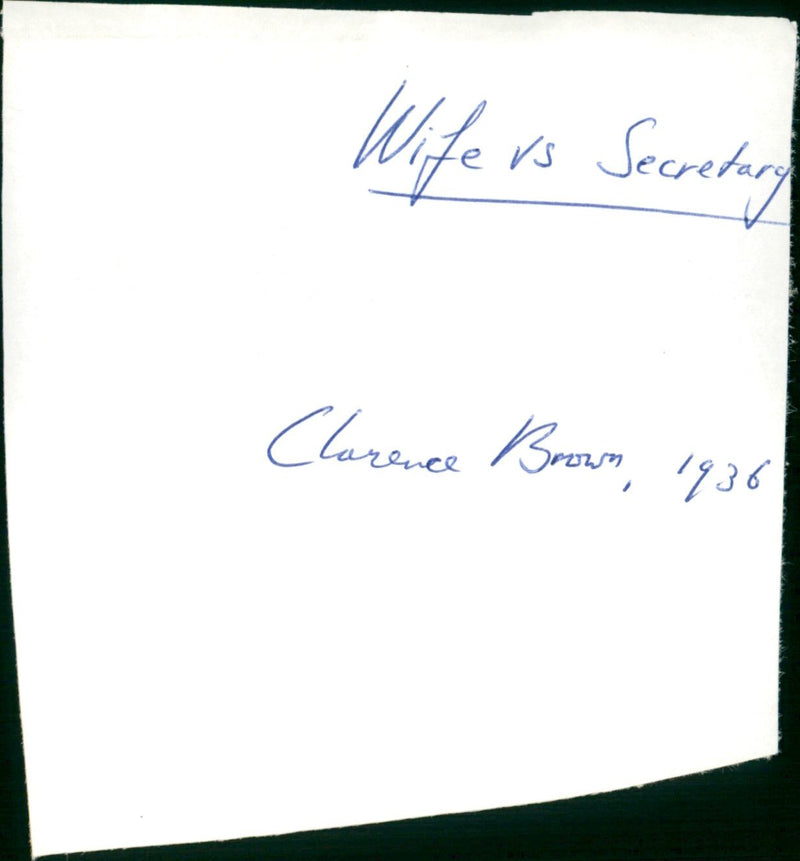 Wife vs Secretary
Clarence Brown, 1936